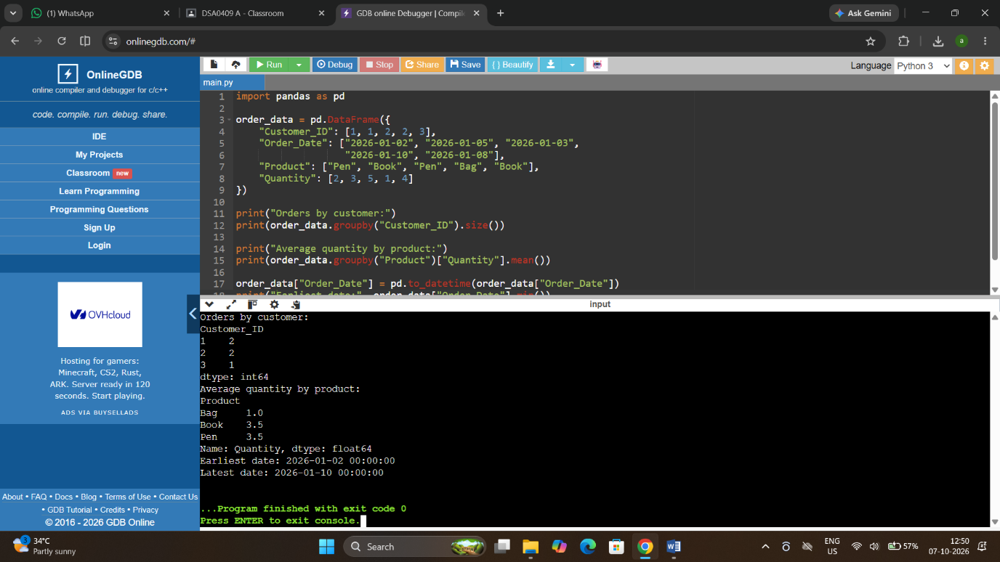 (1) WhatsApp
DSA0409 A - Classroom
GDB online Debugger | Compile
Ask Gemini
onlinegdb.com/#
a
OnlineGDB
online compiler and debugger for c/c++
code. compile. run. debug. share.
IDE
My Projects
Classroom new
Learn Programming
Programming Questions
Sign Up
Login
OVHcloud
Hosting for gamers:
Minecraft, CS2, Rust,
ARK. Server ready in 120
seconds. Start playing.
ADS VIA BUYSELLADS
About • FAQ • Docs • Blog • Terms of Use • Contact Us
• GDB Tutorial • Credits • Privacy
© 2016 - 2026 GDB Online
Run Debug Stop Share Save { } Beautify
Language Python 3
main.py
1 import pandas as pd
2
3 order_data = pd.DataFrame({
4 "Customer_ID": [1, 1, 2, 2, 3],
5 "Order_Date": ["2026-01-02", "2026-01-05", "2026-01-03",
6 "2026-01-10", "2026-01-08"],
7 "Product": ["Pen", "Book", "Pen", "Bag", "Book"],
8 "Quantity": [2, 3, 5, 1, 4]
9 })
10
11 print("Orders by customer:")
12 print(order_data.groupby("Customer_ID").size())
13
14 print("Average quantity by product:")
15 print(order_data.groupby("Product")["Quantity"].mean())
16
17 order_data["Order_Date"] = pd.to_datetime(order_data["Order_Date"])
18 print("Earliest date:", order_data["Order_Date"].min())
input
Orders by customer:
Customer_ID
1 2
2 2
3 1
dtype: int64
Average quantity by product:
Product
Bag 1.0
Book 3.5
Pen 3.5
Name: Quantity, dtype: float64
Earliest date: 2026-01-02 00:00:00
Latest date: 2026-01-10 00:00:00
...Program finished with exit code 0
Press ENTER to exit console.
3
34°C
Partly sunny
Search
ENG
US
57%
12:50
07-10-2026